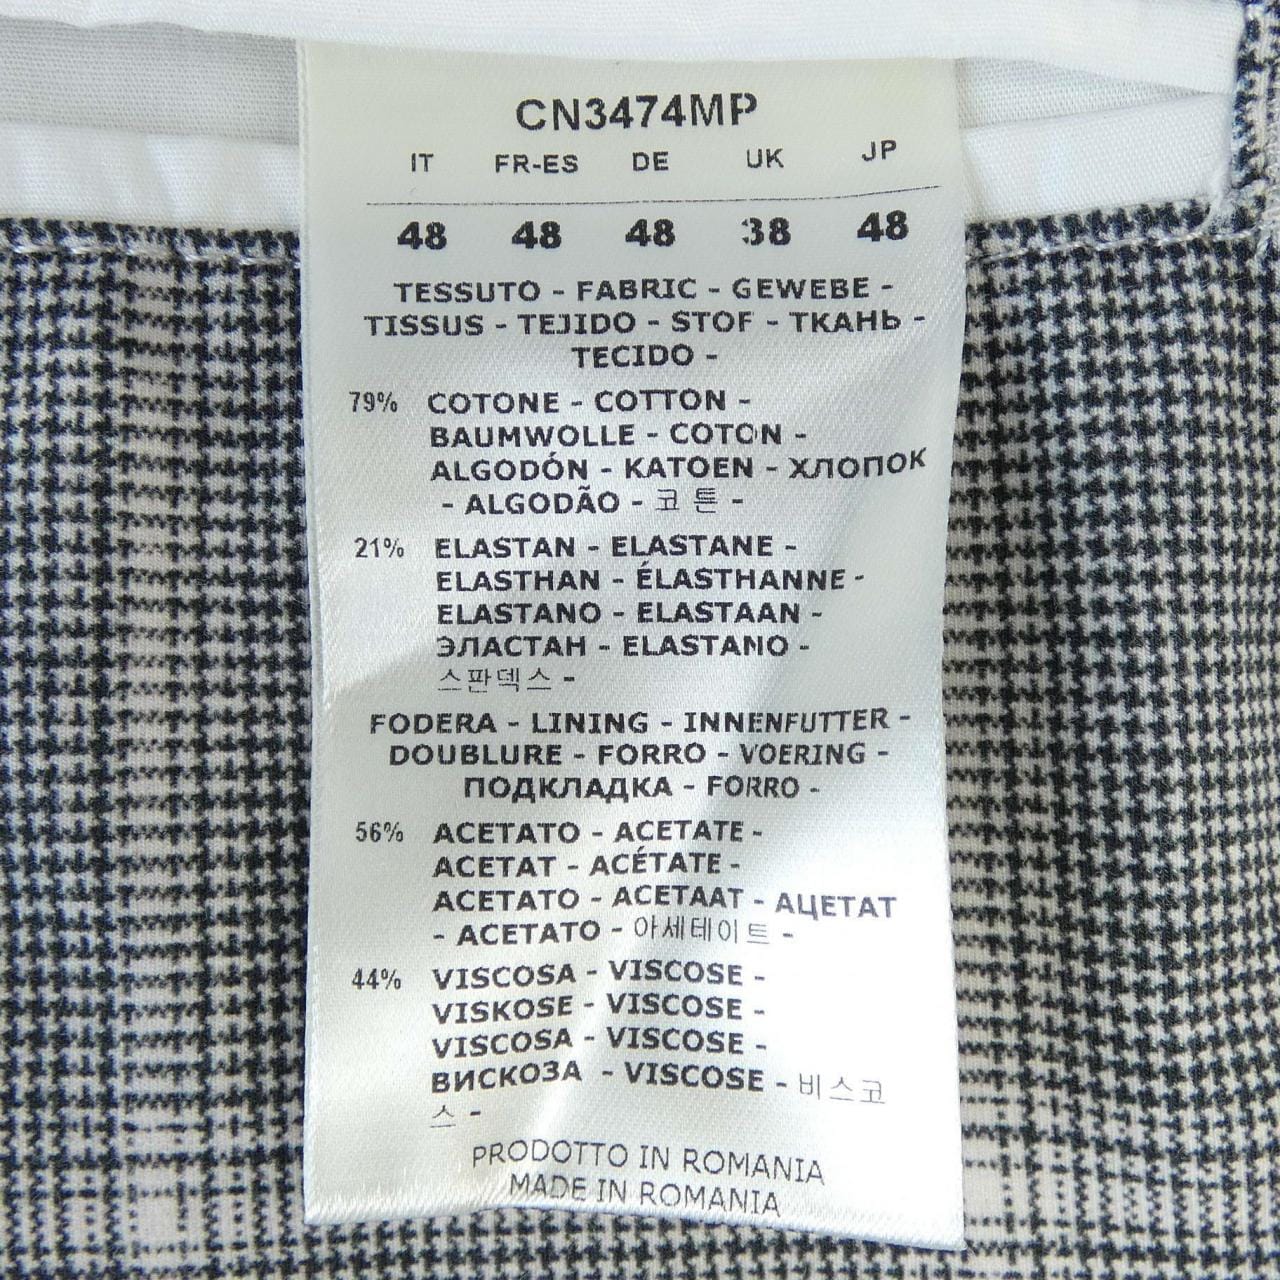 CN3474MP
IT FR-ES DE UK JP
48 48 48 38 48
TESSUTO - FABRIC - GEWEBE -
TISSUS - TEJIDO - STOF - ТКАНЬ -
TECIDO -
79% COTONE - COTTON -
BAUMWOLLE - COTON -
ALGODÓN - KATOEN - ХЛОПОК
- ALGODÃO - 코튼 -
21% ELASTAN - ELASTANE -
ELASTHAN - ÉLASTHANNE -
ELASTANO - ELASTAAN -
ЭЛАСТАН - ELASTANO -
스판덱스 -
FODERA - LINING - INNENFUTTER -
DOUBLURE - FORRO - VOERING -
ПОДКЛАДКА - FORRO -
56% ACETATO - ACETATE -
ACETAT - ACÉTATE -
ACETATO - ACETAAT - АЦЕТАТ
- ACETATO - 아세테이트 -
44% VISCOSA - VISCOSE -
VISKOSE - VISCOSE -
VISCOSA - VISCOSE -
ВИСКОЗА - VISCOSE - 비스코
스 -
PRODOTTO IN ROMANIA
MADE IN ROMANIA